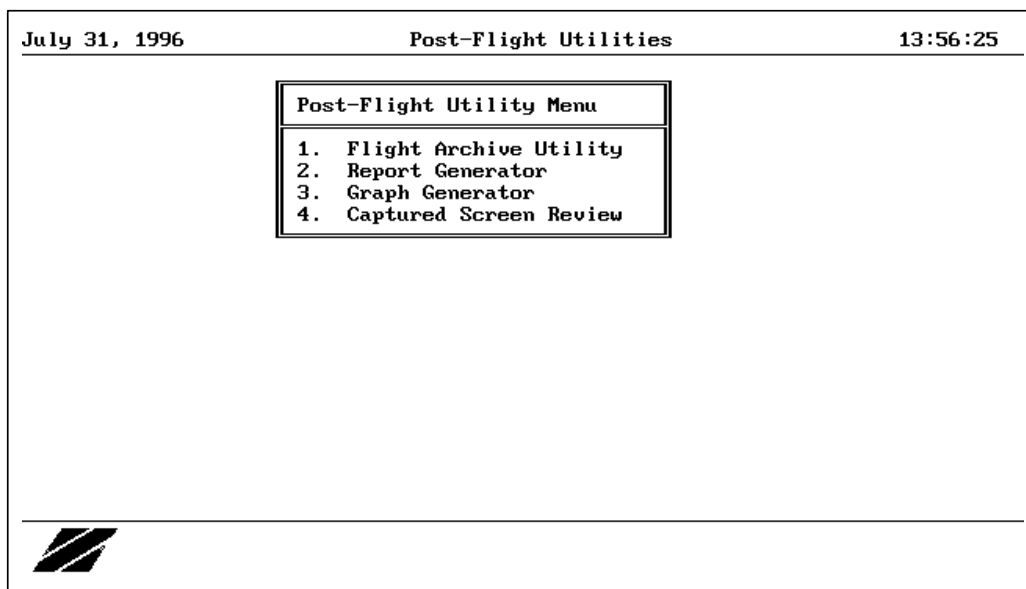 July 31, 1996 Post-Flight Utilities 13:56:25
Post-Flight Utility Menu
1. Flight Archive Utility
2. Report Generator
3. Graph Generator
4. Captured Screen Review